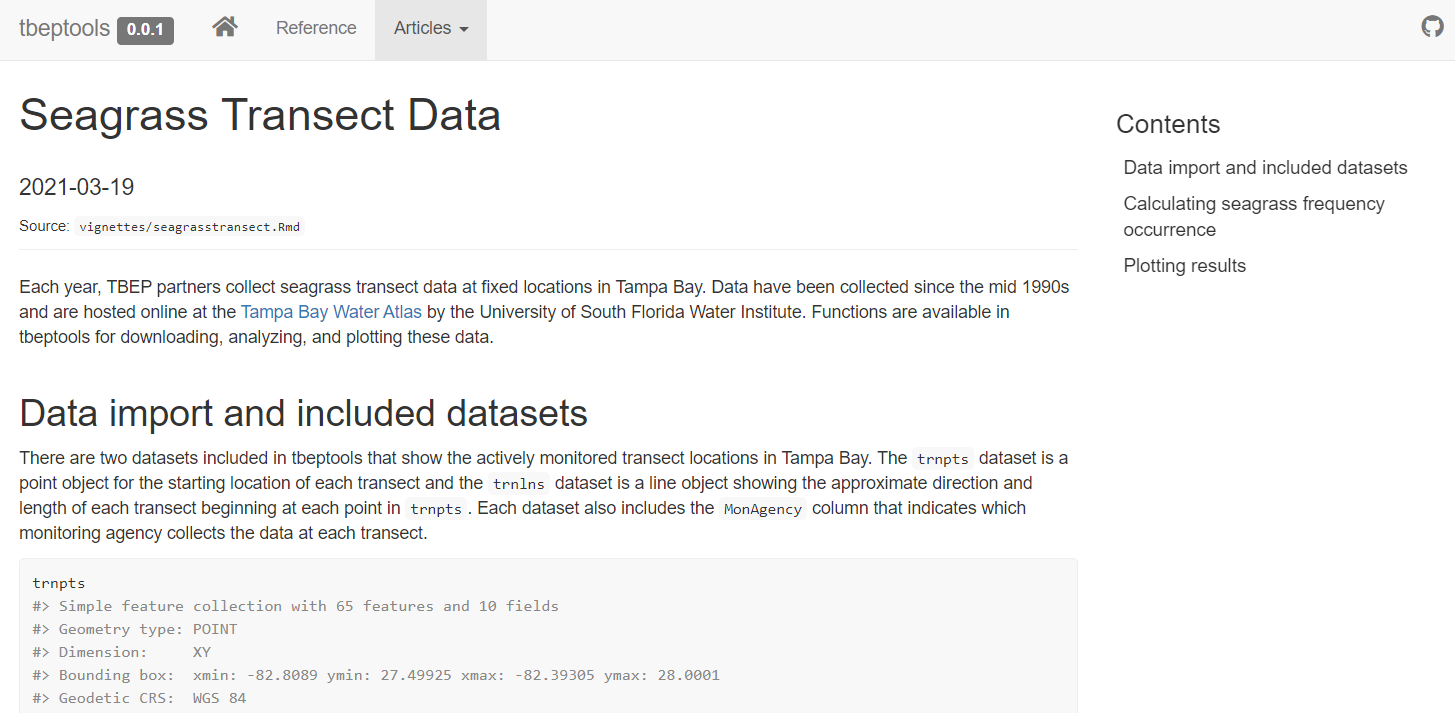 tbeptools 0.0.1 Reference Articles
Seagrass Transect Data
2021-03-19
Source: vignettes/seagrasstransect.Rmd
Each year, TBEP partners collect seagrass transect data at fixed locations in Tampa Bay. Data have been collected since the mid 1990s
and are hosted online at the Tampa Bay Water Atlas by the University of South Florida Water Institute. Functions are available in
tbeptools for downloading, analyzing, and plotting these data.
Data import and included datasets
There are two datasets included in tbeptools that show the actively monitored transect locations in Tampa Bay. The trnpts dataset is a
point object for the starting location of each transect and the trnlns dataset is a line object showing the approximate direction and
length of each transect beginning at each point in trnpts. Each dataset also includes the MonAgency column that indicates which
monitoring agency collects the data at each transect.
trnpts
#> Simple feature collection with 65 features and 10 fields
#> Geometry type: POINT
#> Dimension:     XY
#> Bounding box:  xmin: -82.8089 ymin: 27.49925 xmax: -82.39305 ymax: 28.0001
#> Geodetic CRS:  WGS 84
Contents
Data import and included datasets
Calculating seagrass frequency
occurrence
Plotting results